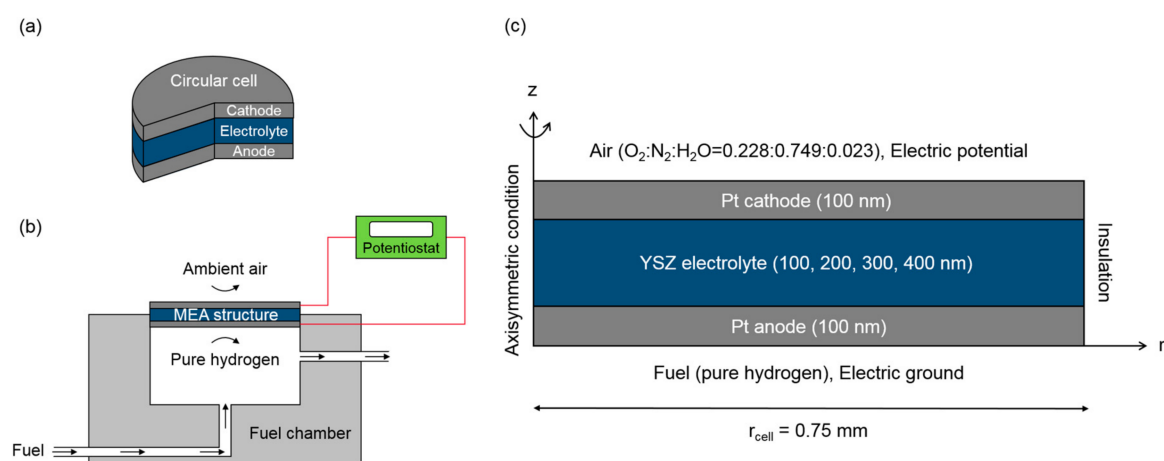 (a)
Circular cell
Cathode
Electrolyte
Anode
(b)
Potentiostat
Ambient air
MEA structure
Pure hydrogen
Fuel chamber
Fuel
(c)
z
Air (O₂:N₂:H₂O=0.228:0.749:0.023), Electric potential
Axisymmetric condition
Pt cathode (100 nm)
YSZ electrolyte (100, 200, 300, 400 nm)
Pt anode (100 nm)
Insulation
r
Fuel (pure hydrogen), Electric ground
r_cell = 0.75 mm